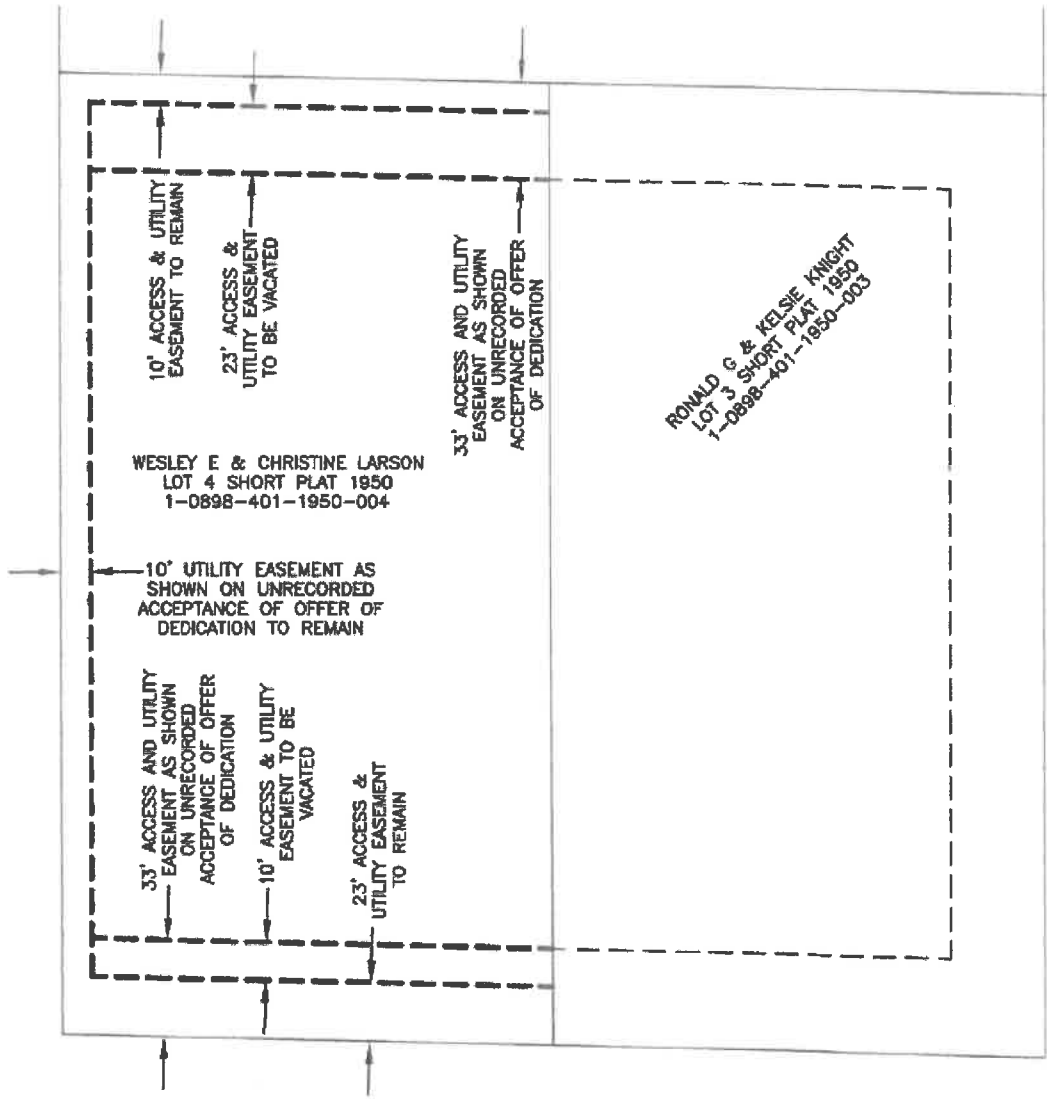 10' ACCESS & UTILITY
EASEMENT TO REMAIN
23' ACCESS &
UTILITY EASEMENT
TO BE VACATED
33' ACCESS AND UTILITY
EASEMENT AS SHOWN
ON UNRECORDED
ACCEPTANCE OF OFFER
OF DEDICATION
RONALD G & KELSIE KNIGHT
LOT 3 SHORT PLAT 1950
1-0898-401-1950-003
WESLEY E & CHRISTINE LARSON
LOT 4 SHORT PLAT 1950
1-0898-401-1950-004
10' UTILITY EASEMENT AS
SHOWN ON UNRECORDED
ACCEPTANCE OF OFFER OF
DEDICATION TO REMAIN
33' ACCESS AND UTILITY
EASEMENT AS SHOWN
ON UNRECORDED
ACCEPTANCE OF OFFER
OF DEDICATION
10' ACCESS & UTILITY
EASEMENT TO BE
VACATED
23' ACCESS &
UTILITY EASEMENT
TO REMAIN